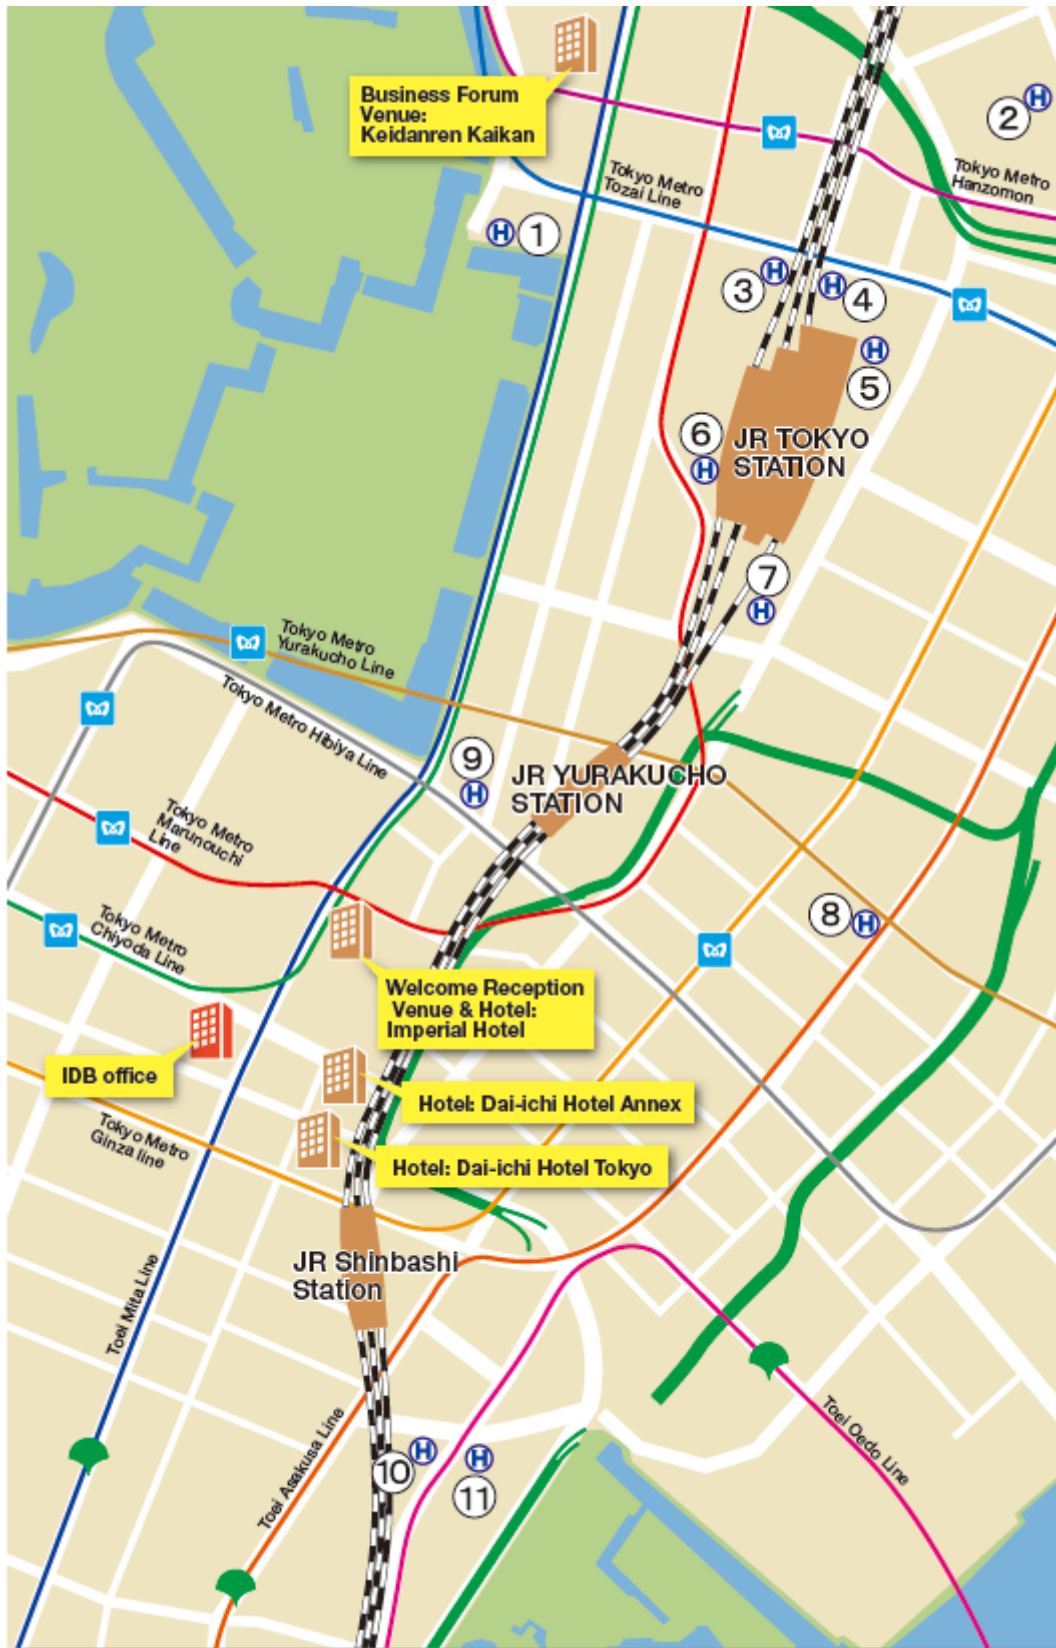 Business Forum
Venue:
Keidanren Kaikan
H
2
Tokyo Metro
Hanzomon
Tokyo Metro
Tozai Line
H
1
H
3
H
4
H
5
6
H
JR TOKYO
STATION
7
H
Tokyo Metro
Yurakucho Line
Tokyo Metro Hibiya Line
9
H
JR YURAKUCHO
STATION
Tokyo Metro
Marunouchi
Line
8
H
Tokyo Metro
Chiyoda Line
Welcome Reception
Venue & Hotel:
Imperial Hotel
IDB office
Hotel: Dai-ichi Hotel Annex
Tokyo Metro
Ginza line
Hotel: Dai-ichi Hotel Tokyo
JR Shinbashi
Station
Toei Mita Line
Toei Asakusa Line
Toei Oedo Line
10
H
H
11